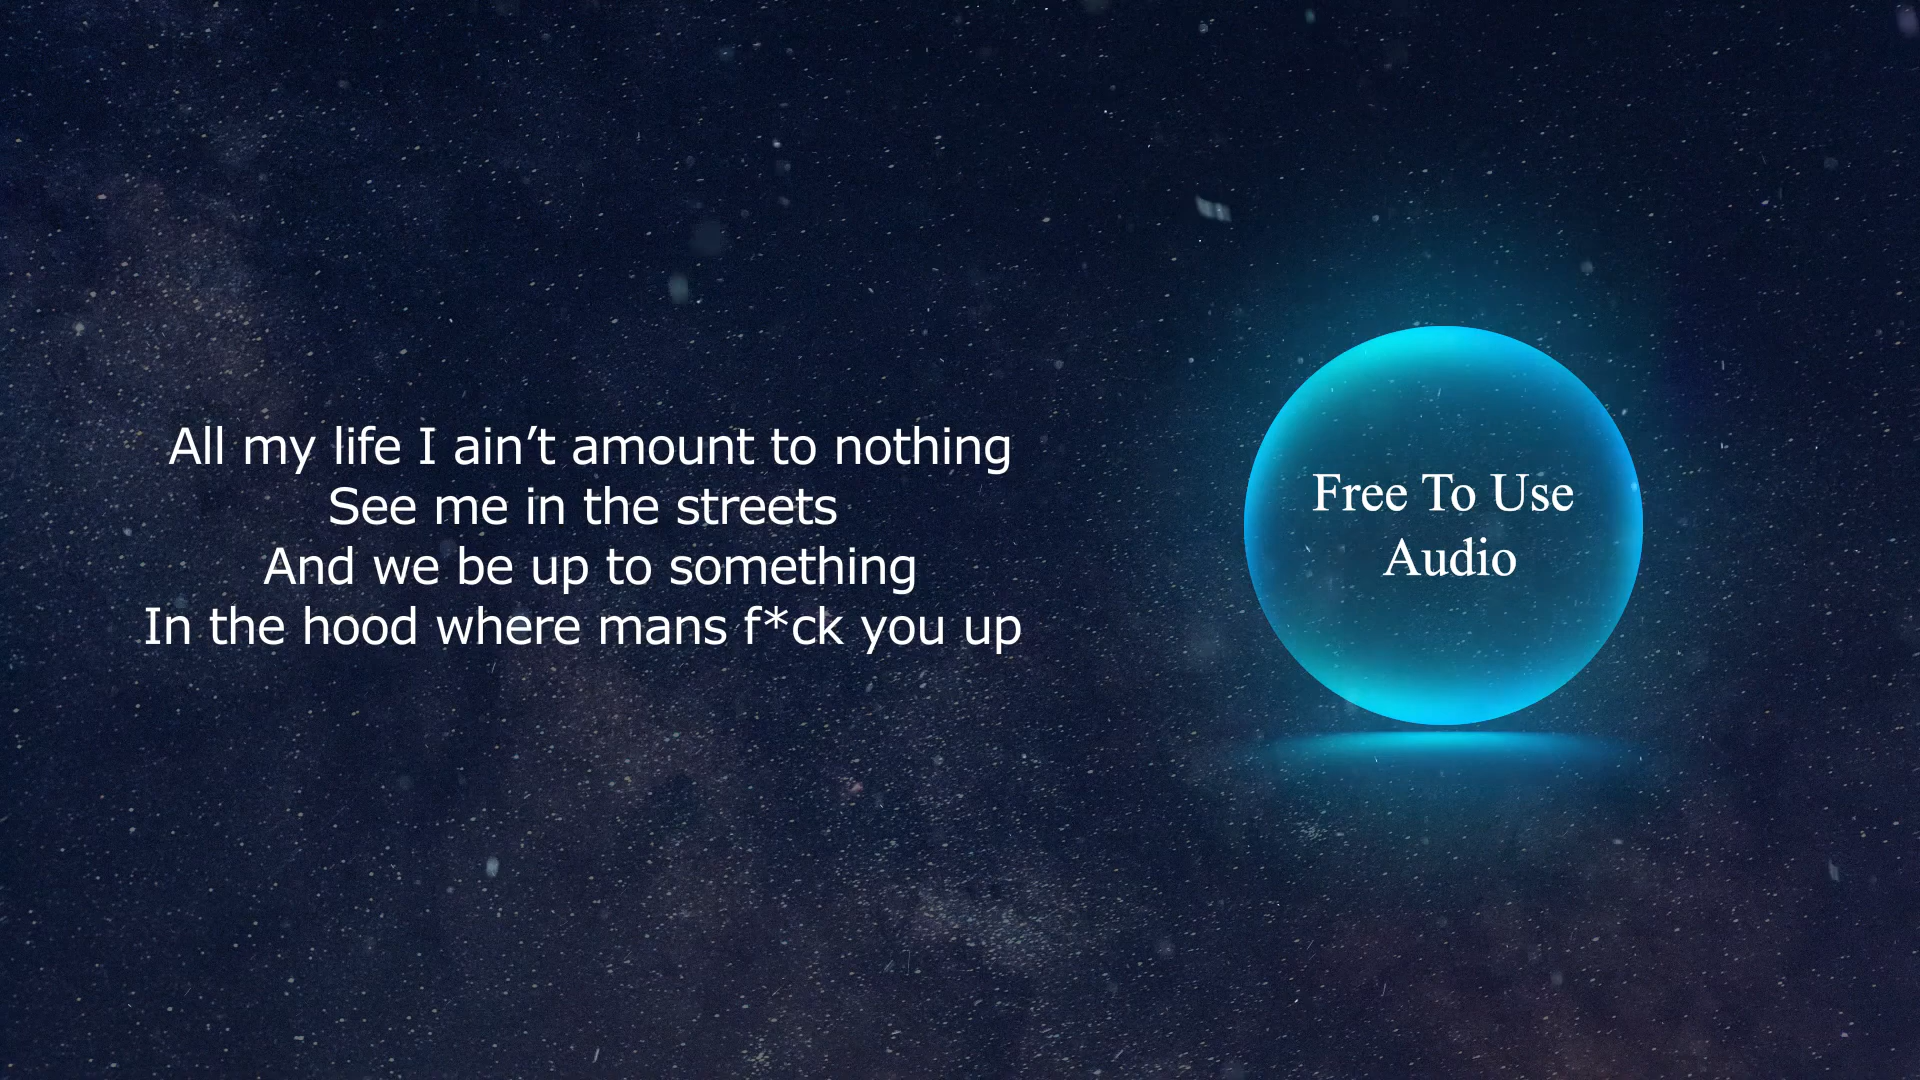 All my life I ain’t amount to nothing
See me in the streets
And we be up to something
In the hood where mans f*ck you up
Free To Use
Audio